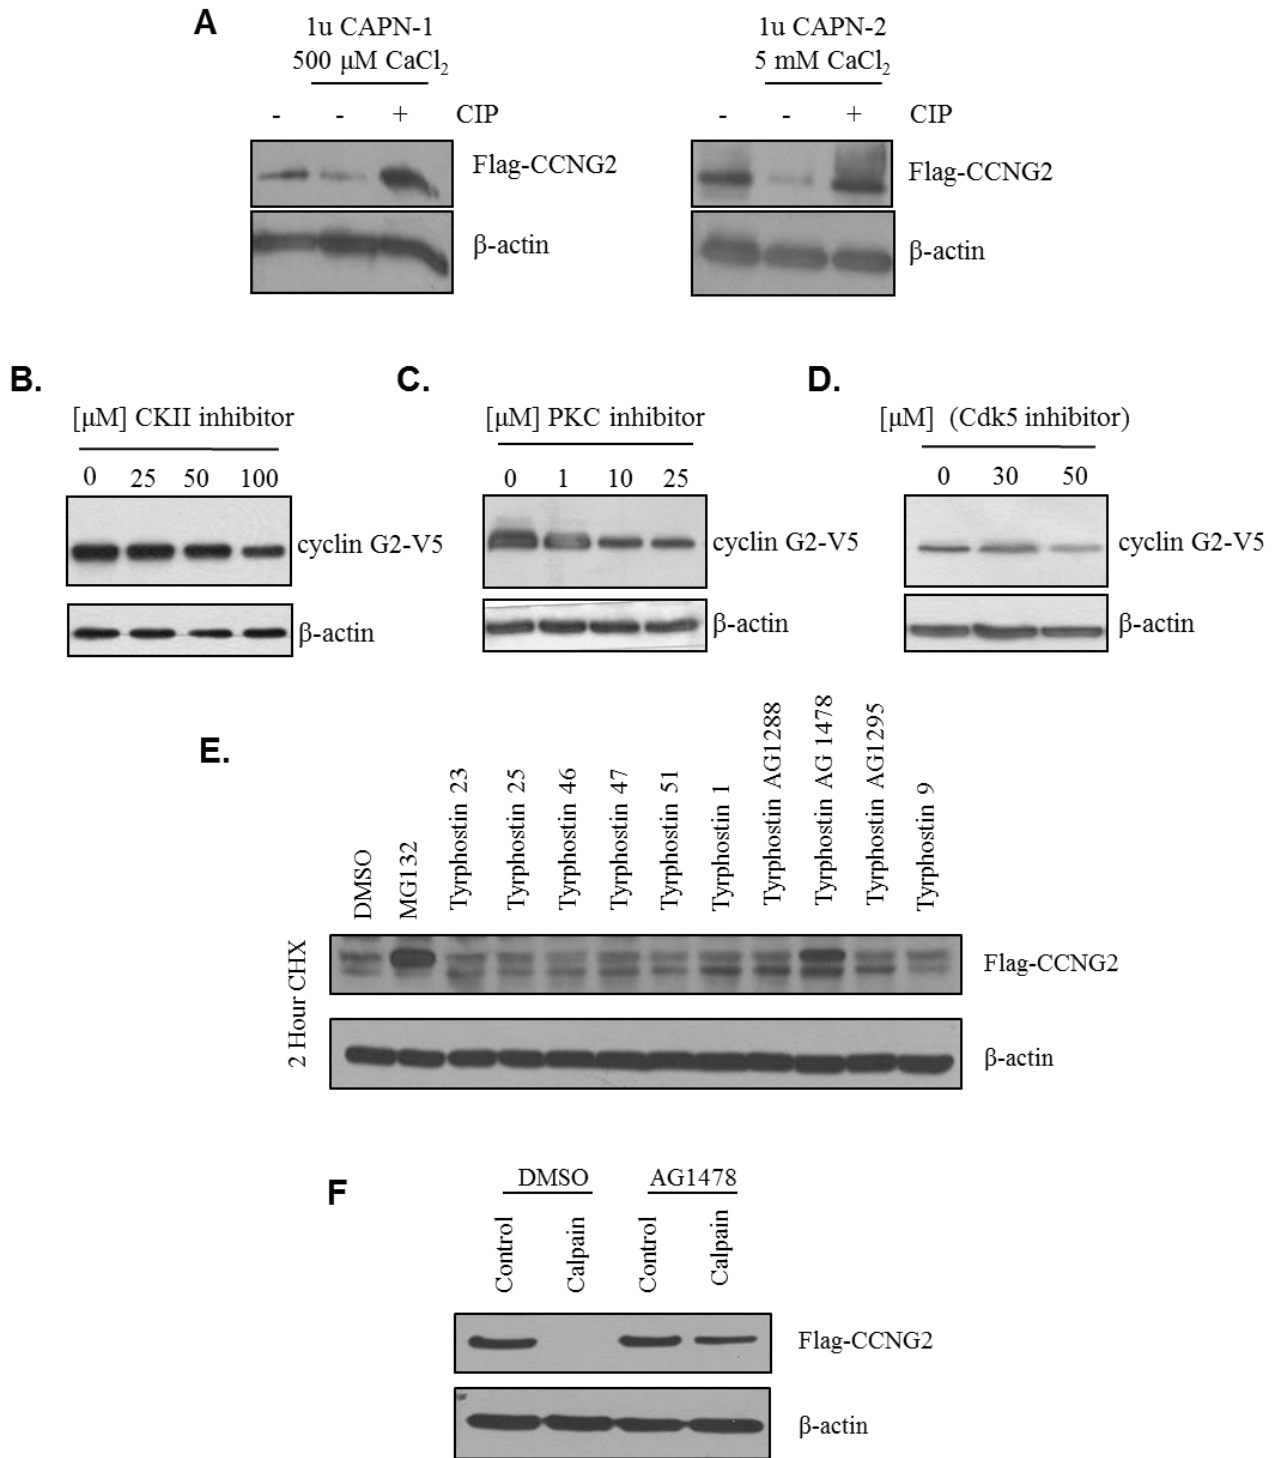 A
1u CAPN-1
500 μM CaCl₂
- - + CIP
Flag-CCNG2
β-actin
1u CAPN-2
5 mM CaCl₂
- - + CIP
Flag-CCNG2
β-actin
B.
[μM] CKII inhibitor
0 25 50 100
cyclin G2-V5
β-actin
C.
[μM] PKC inhibitor
0 1 10 25
cyclin G2-V5
β-actin
D.
[μM] (Cdk5 inhibitor)
0 30 50
cyclin G2-V5
β-actin
E.
DMSO
MG132
Tyrphostin 23
Tyrphostin 25
Tyrphostin 46
Tyrphostin 47
Tyrphostin 51
Tyrphostin 1
Tyrphostin AG1288
Tyrphostin AG 1478
Tyrphostin AG1295
Tyrphostin 9
2 Hour CHX
Flag-CCNG2
β-actin
F
DMSO AG1478
Control
Calpain
Control
Calpain
Flag-CCNG2
β-actin